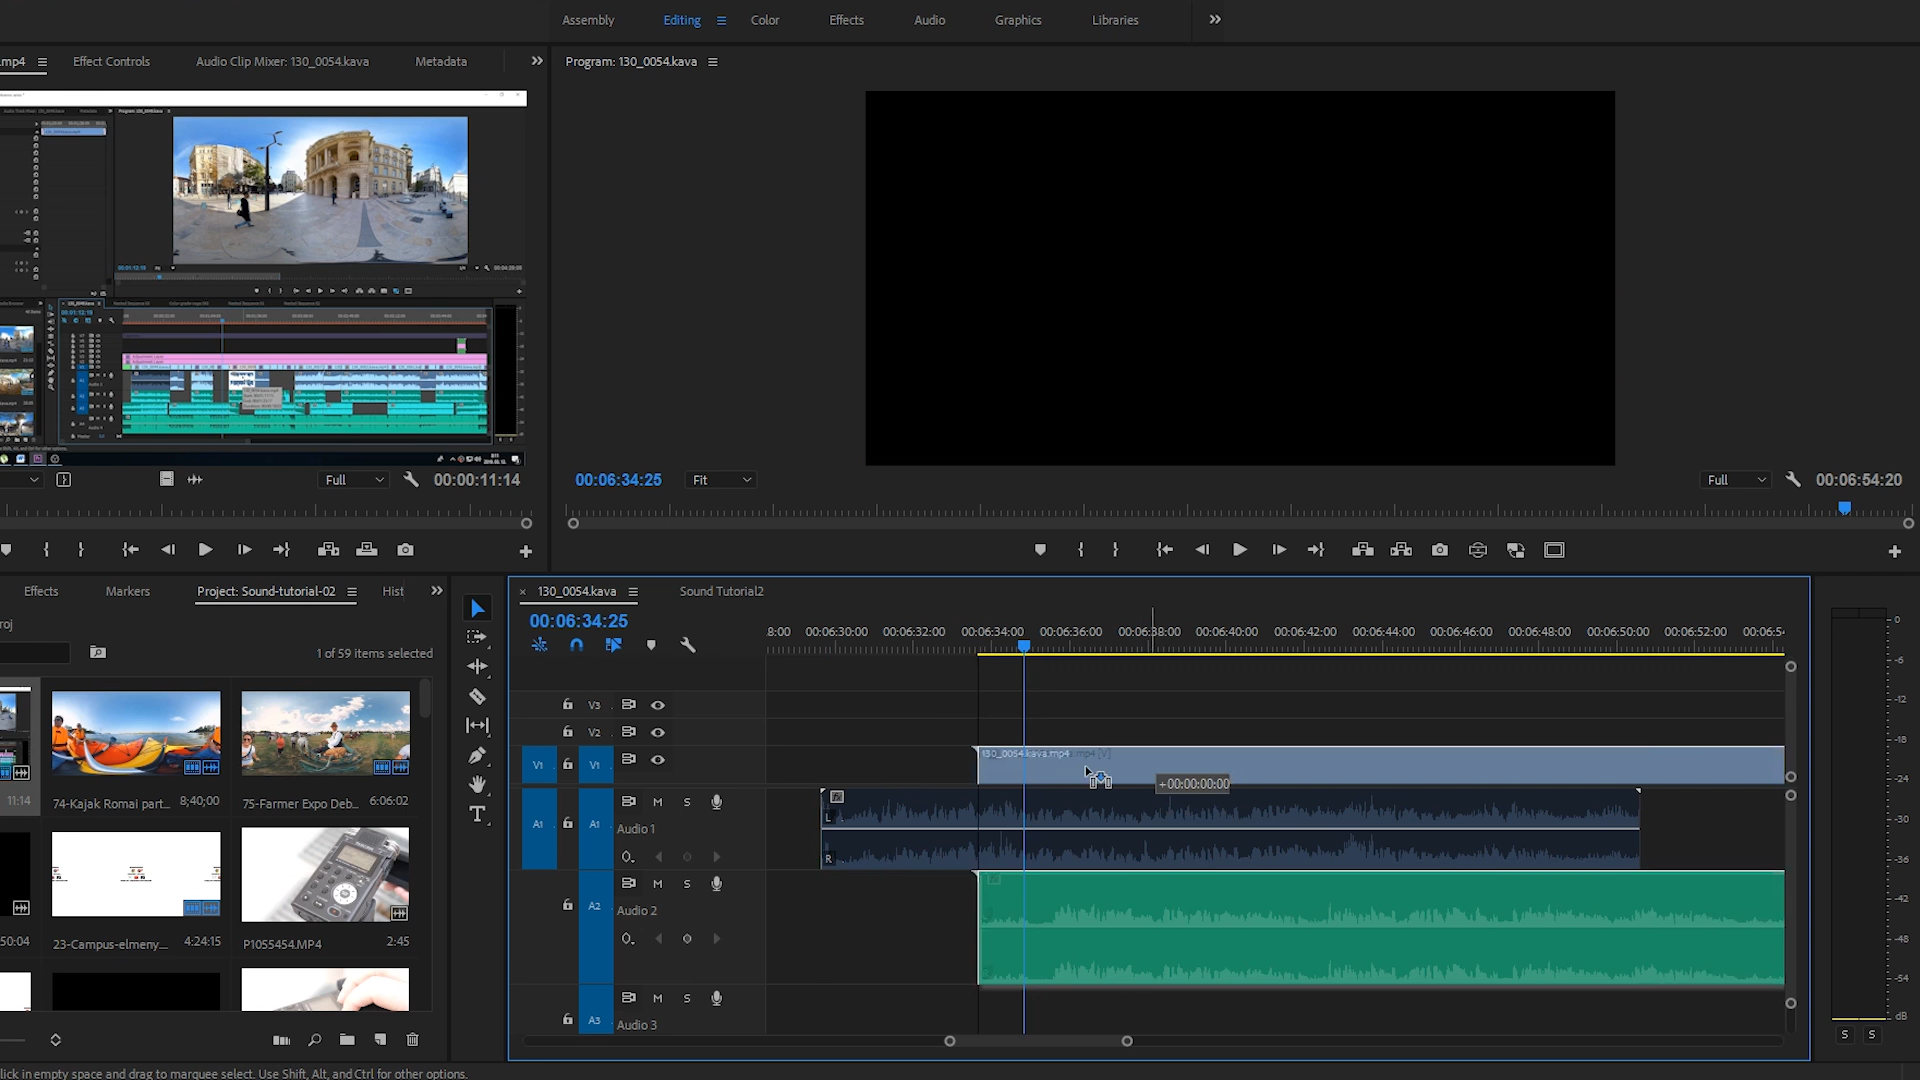 Assembly
Editing
Color
Effects
Audio
Graphics
Libraries
.mp4
Effect Controls
Audio Clip Mixer: 130_0054.kava
Metadata
Program: 130_0054.kava
Full
00:00:11:14
00:06:34:25
Fit
Full
00:06:54:20
Effects
Markers
Project: Sound-tutorial-02
Hist
roj
1 of 59 items selected
11:14
74-Kajak Romai part...
8;40;00
75-Farmer Expo Deb...
6:06:02
50:04
23-Campus-elmeny...
4:24:15
P1055454.MP4
2:45
130_0054.kava
Sound Tutorial2
00:06:34:25
8:00
00:06:30:00
00:06:32:00
00:06:34:00
00:06:36:00
00:06:38:00
00:06:40:00
00:06:42:00
00:06:44:00
00:06:46:00
00:06:48:00
00:06:50:00
00:06:52:00
00:06:54
V3
V2
V1
V1
130_0054.kava.mp4
+00:00:00:00
A1
A1
M
S
Audio 1
L
R
fx
A2
M
S
Audio 2
A3
M
S
Audio 3
0
-6
-12
-18
-24
-30
-36
-42
-48
-54
dB
S
S
lick in empty space and drag to marquee select. Use Shift, Alt, and Ctrl for other options.